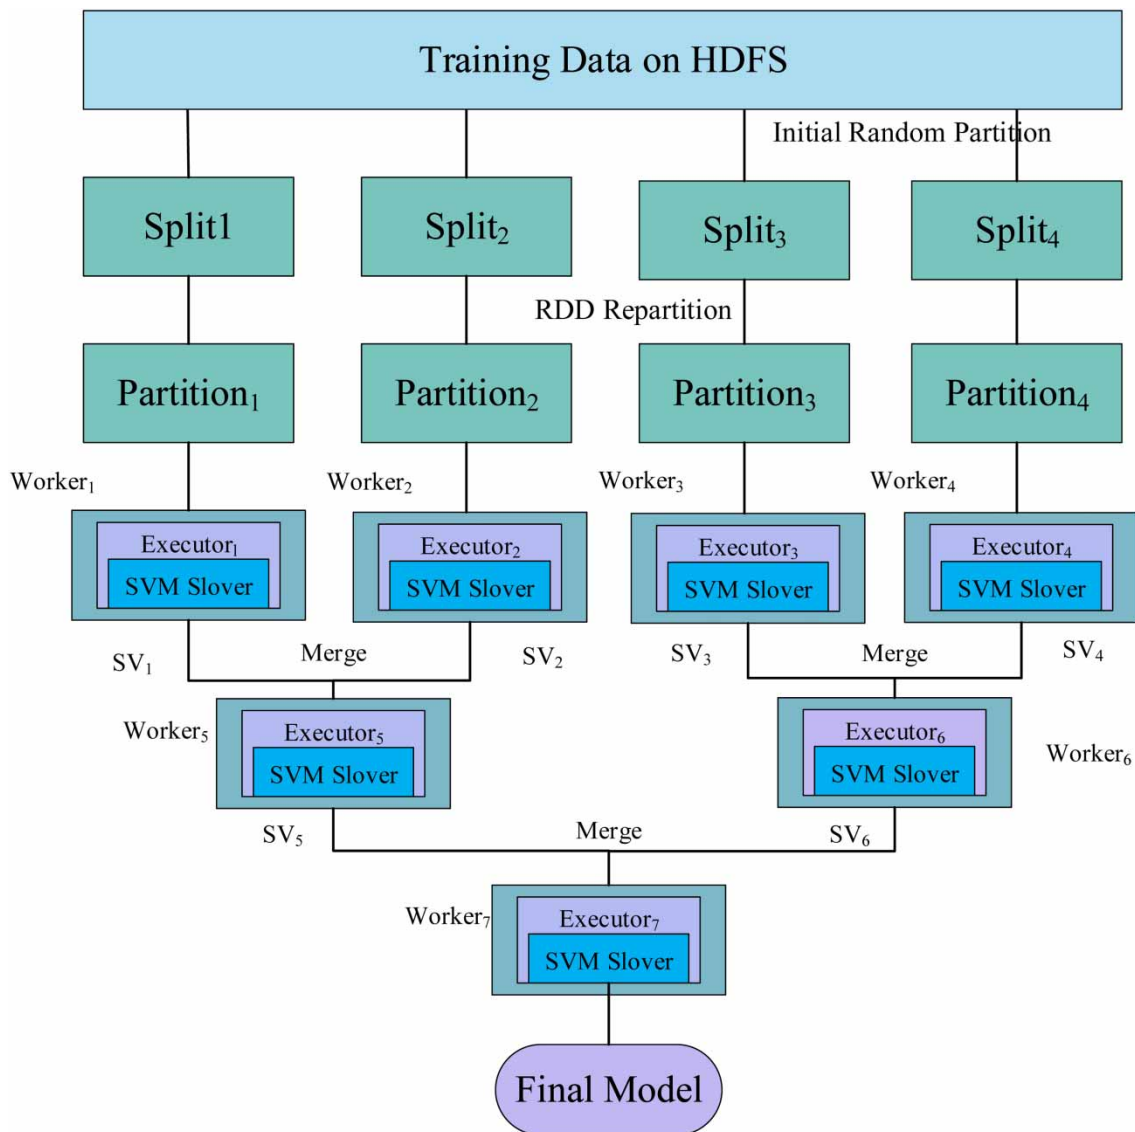 Training Data on HDFS
Initial Random Partition
Split1
Split₂
Split₃
Split₄
RDD Repartition
Partition₁
Partition₂
Partition₃
Partition₄
Worker₁
Worker₂
Worker₃
Worker₄
Executor₁
SVM Slover
Executor₂
SVM Slover
Executor₃
SVM Slover
Executor₄
SVM Slover
SV₁
Merge
SV₂
SV₃
Merge
SV₄
Worker₅
Executor₅
SVM Slover
Executor₆
SVM Slover
Worker₆
SV₅
Merge
SV₆
Worker₇
Executor₇
SVM Slover
Final Model